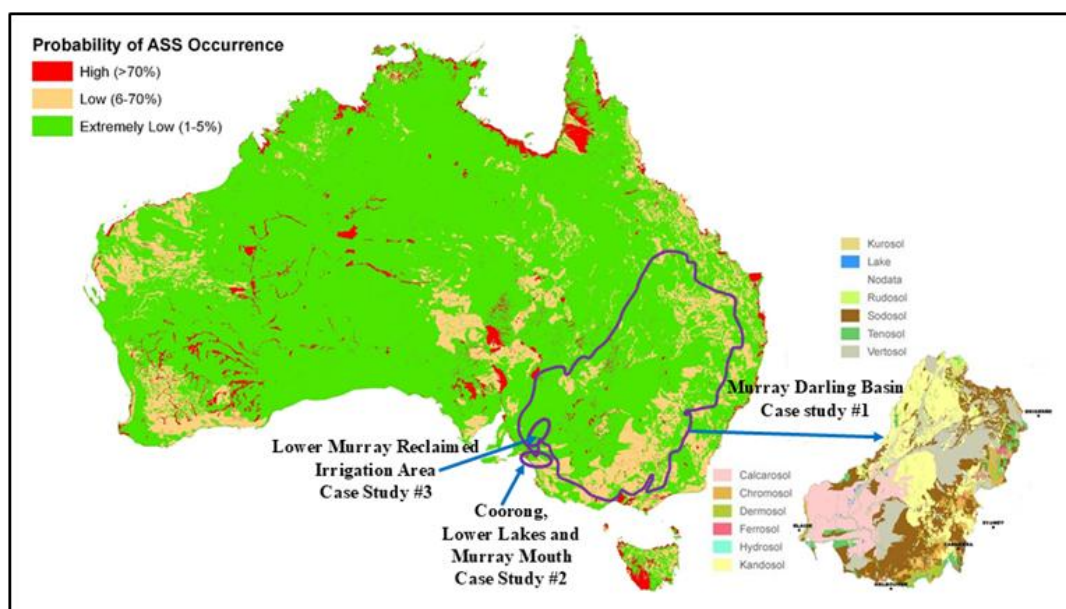 Probability of ASS Occurrence
High (>70%)
Low (6-70%)
Extremely Low (1-5%)
Kurosol
Lake
Nodata
Rudosol
Sodosol
Tenosol
Vertosol
Murray Darling Basin
Case study #1
Lower Murray Reclaimed
Irrigation Area
Case Study #3
Coorong,
Lower Lakes and
Murray Mouth
Case Study #2
Calcarosol
Chromosol
Dermosol
Ferrosol
Hydrosol
Kandosol
SYDNEY